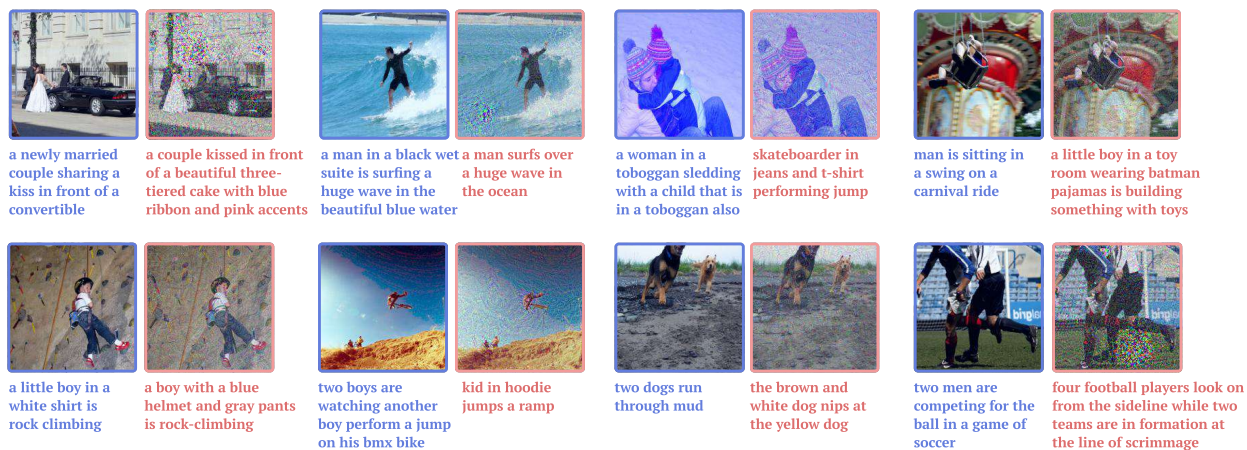 a newly married
couple sharing a
kiss in front of a
convertible
a couple kissed in front
of a beautiful three-
tiered cake with blue
ribbon and pink accents
a man in a black wet
suite is surfing a
huge wave in the
beautiful blue water
a man surfs over
a huge wave in
the ocean
a woman in a
toboggan sledding
with a child that is
in a toboggan also
skateboarder in
jeans and t-shirt
performing jump
man is sitting in
a swing on a
carnival ride
a little boy in a toy
room wearing batman
pajamas is building
something with toys
a little boy in a
white shirt is
rock climbing
a boy with a blue
helmet and gray pants
is rock-climbing
two boys are
watching another
boy perform a jump
on his bmx bike
kid in hoodie
jumps a ramp
two dogs run
through mud
the brown and
white dog nips at
the yellow dog
two men are
competing for the
ball in a game of
soccer
four football players look on
from the sideline while two
teams are in formation at
the line of scrimmage